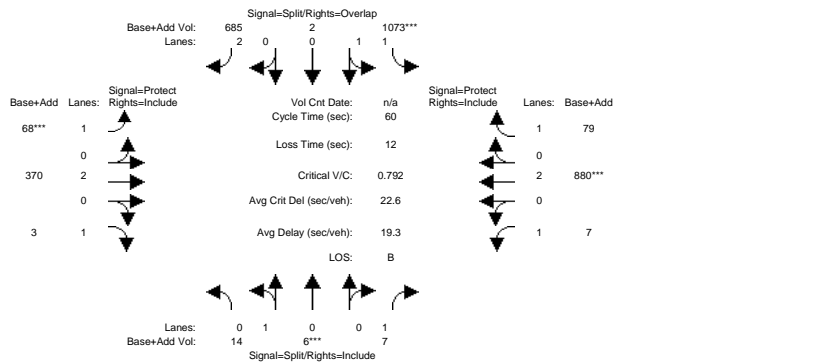 Signal=Split/Rights=Overlap
Base+Add Vol: 685 2 1073***
Lanes: 2 0 0 1 1
Signal=Protect Signal=Protect
Base+Add Lanes: Rights=Include Vol Cnt Date: n/a Rights=Include Lanes: Base+Add
Cycle Time (sec): 60
68*** 1 1 79
Loss Time (sec): 12
0 0
370 2 Critical V/C: 0.792 2 880***
0 Avg Crit Del (sec/veh): 22.6 0
3 1 Avg Delay (sec/veh): 19.3 1 7
LOS: B
Lanes: 0 1 0 0 1
Base+Add Vol: 14 6*** 7
Signal=Split/Rights=Include